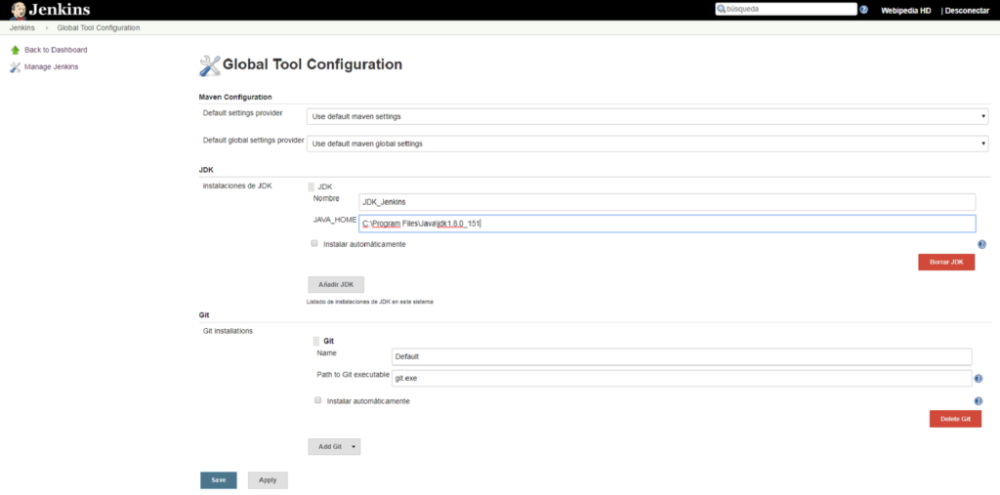 Jenkins
búsqueda
Webipedia HD | Desconectar
Jenkins › Global Tool Configuration
Back to Dashboard
Manage Jenkins
Global Tool Configuration
Maven Configuration
Default settings provider
Use default maven settings
Default global settings provider
Use default maven global settings
JDK
instalaciones de JDK
JDK
Nombre
JDK_Jenkins
JAVA_HOME
C:\Program Files\Java\jdk1.8.0_151
Instalar automáticamente
Borrar JDK
Añadir JDK
Listado de instalaciones de JDK en este sistema
Git
Git installations
Git
Name
Default
Path to Git executable
git.exe
Instalar automáticamente
Delete Git
Add Git
Save
Apply